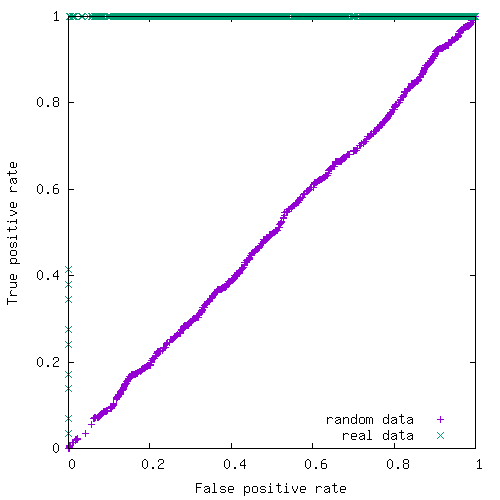 1
0.8
0.6
0.4
0.2
0
True positive rate
random data
real data
0 0.2 0.4 0.6 0.8 1
False positive rate